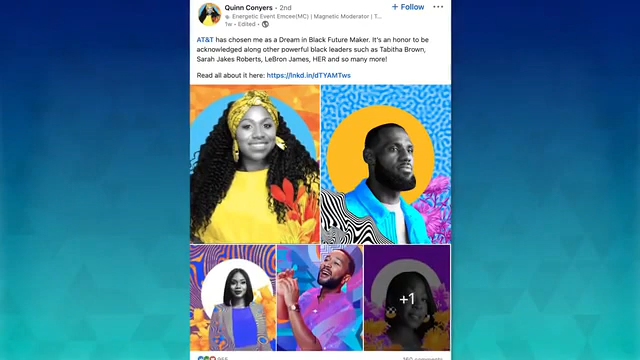 Quinn Conyers • 2nd
+ Follow
Energetic Event Emcee(MC) | Magnetic Moderator | T...
1w • Edited •
AT&T has chosen me as a Dream in Black Future Maker. It's an honor to be
acknowledged along other powerful black leaders such as Tabitha Brown,
Sarah Jakes Roberts, LeBron James, HER and so many more!
Read all about it here: https://lnkd.in/dTYAMTws
+1